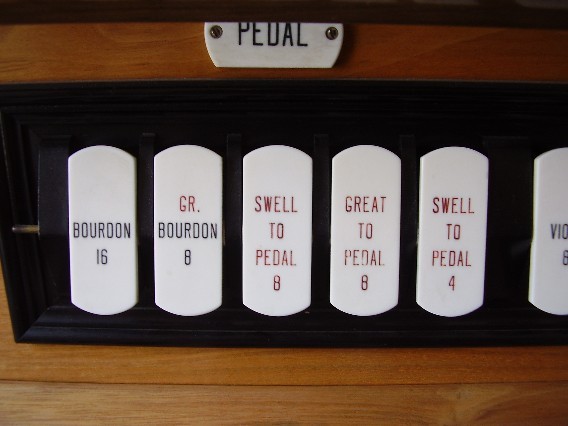 PEDAL
BOURDON
16
GR.
BOURDON
8
SWELL
TO
PEDAL
8
GREAT
TO
PEDAL
8
SWELL
TO
PEDAL
4